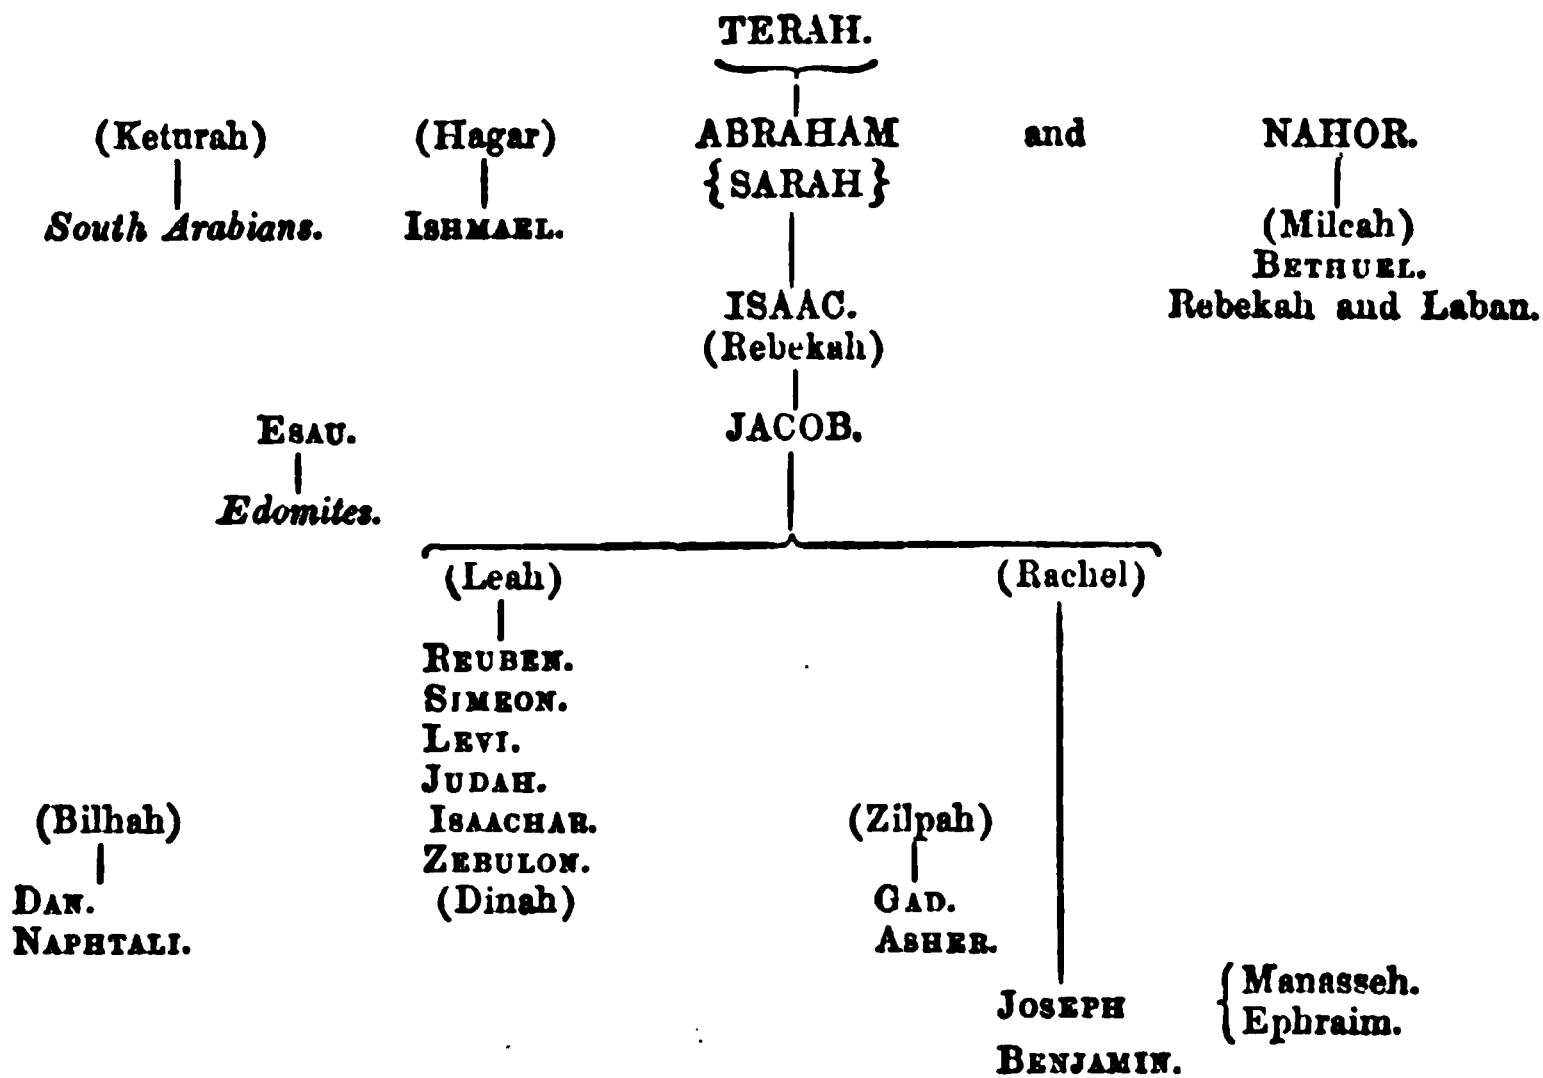 TERAH.
(Keturah) (Hagar) ABRAHAM and NAHOR.
{SARAH}
South Arabians. ISHMAEL. (Milcah)
BETHUEL.
ISAAC. Rebekah and Laban.
(Rebekah)
ESAU. JACOB.
Edomites.
(Leah) (Rachel)
REUBEN.
SIMEON.
LEVI.
JUDAH.
(Bilhah) ISAACHAR. (Zilpah)
ZEBULON.
DAN. (Dinah) GAD.
NAPHTALI. ASHER.
Manasseh.
JOSEPH
Ephraim.
BENJAMIN.